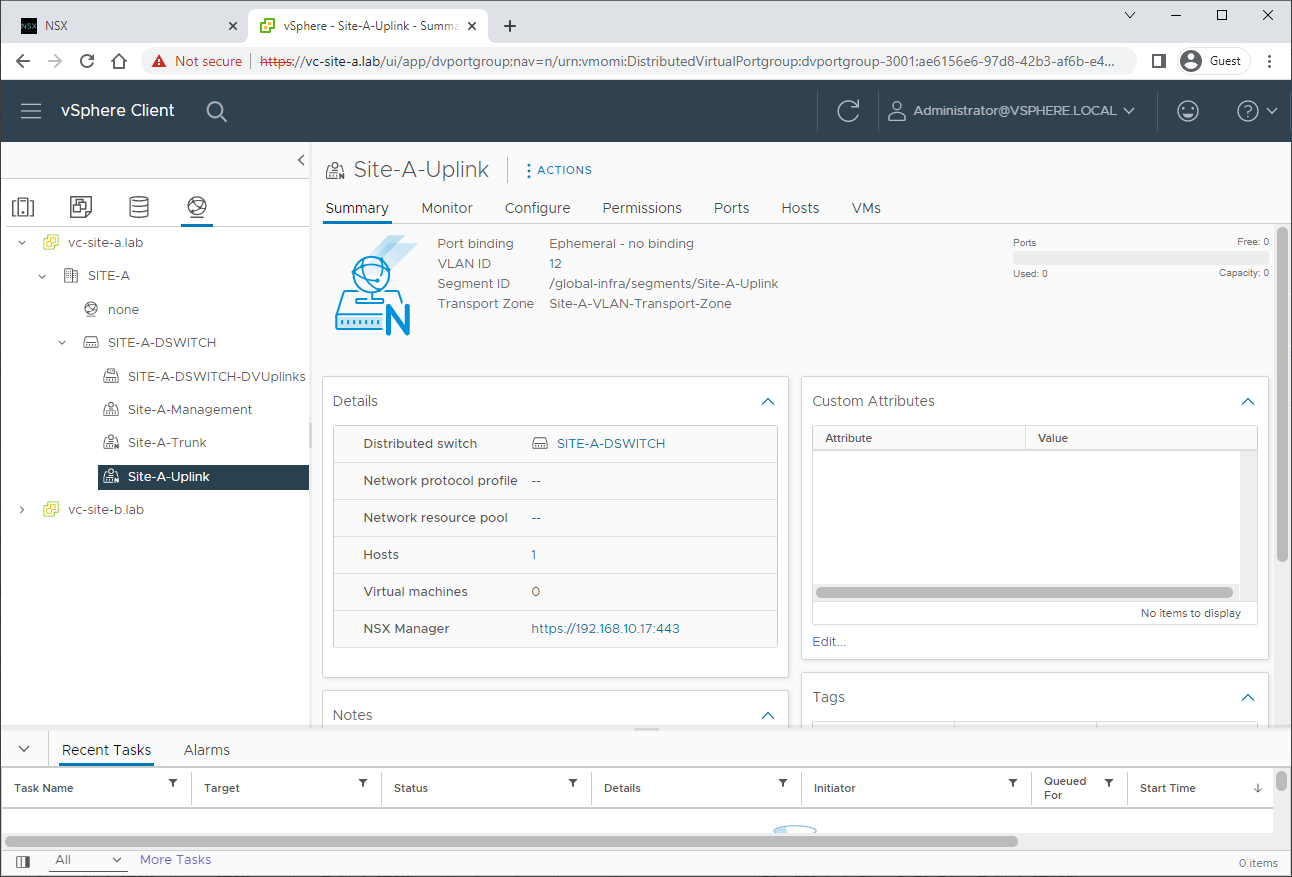 NSX NSX
vSphere - Site-A-Uplink - Summa
Not secure https://vc-site-a.lab/ui/app/dvportgroup;nav=n/urn:vmomi:DistributedVirtualPortgroup:dvportgroup-3001:ae6156e6-97d8-42b3-af6b-e4...
Guest
vSphere Client
Administrator@VSPHERE.LOCAL
vc-site-a.lab
SITE-A
none
SITE-A-DSWITCH
SITE-A-DSWITCH-DVUplinks
Site-A-Management
Site-A-Trunk
Site-A-Uplink
vc-site-b.lab
Site-A-Uplink
ACTIONS
Summary Monitor Configure Permissions Ports Hosts VMs
Port binding Ephemeral - no binding
VLAN ID 12
Segment ID /global-infra/segments/Site-A-Uplink
Transport Zone Site-A-VLAN-Transport-Zone
N
Ports Free: 0
Used: 0 Capacity: 0
Details
Distributed switch SITE-A-DSWITCH
Network protocol profile --
Network resource pool --
Hosts 1
Virtual machines 0
NSX Manager https://192.168.10.17:443
Notes
Custom Attributes
Attribute Value
No items to display
Edit...
Tags
Recent Tasks Alarms
Task Name Target Status Details Initiator Queued For Start Time
All More Tasks
0 items